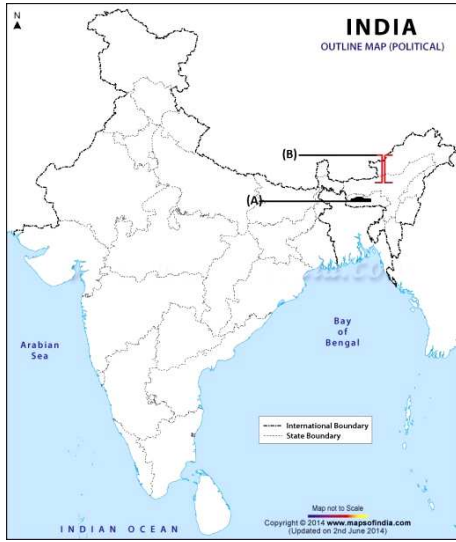 N
INDIA
OUTLINE MAP (POLITICAL)
(B)
(A)
Arabian
Sea
Bay
of
Bengal
International Boundary
State Boundary
Map not to Scale
Copyright © 2014 www.mapsofindia.com
(Updated on 2nd June 2014)
INDIAN OCEAN